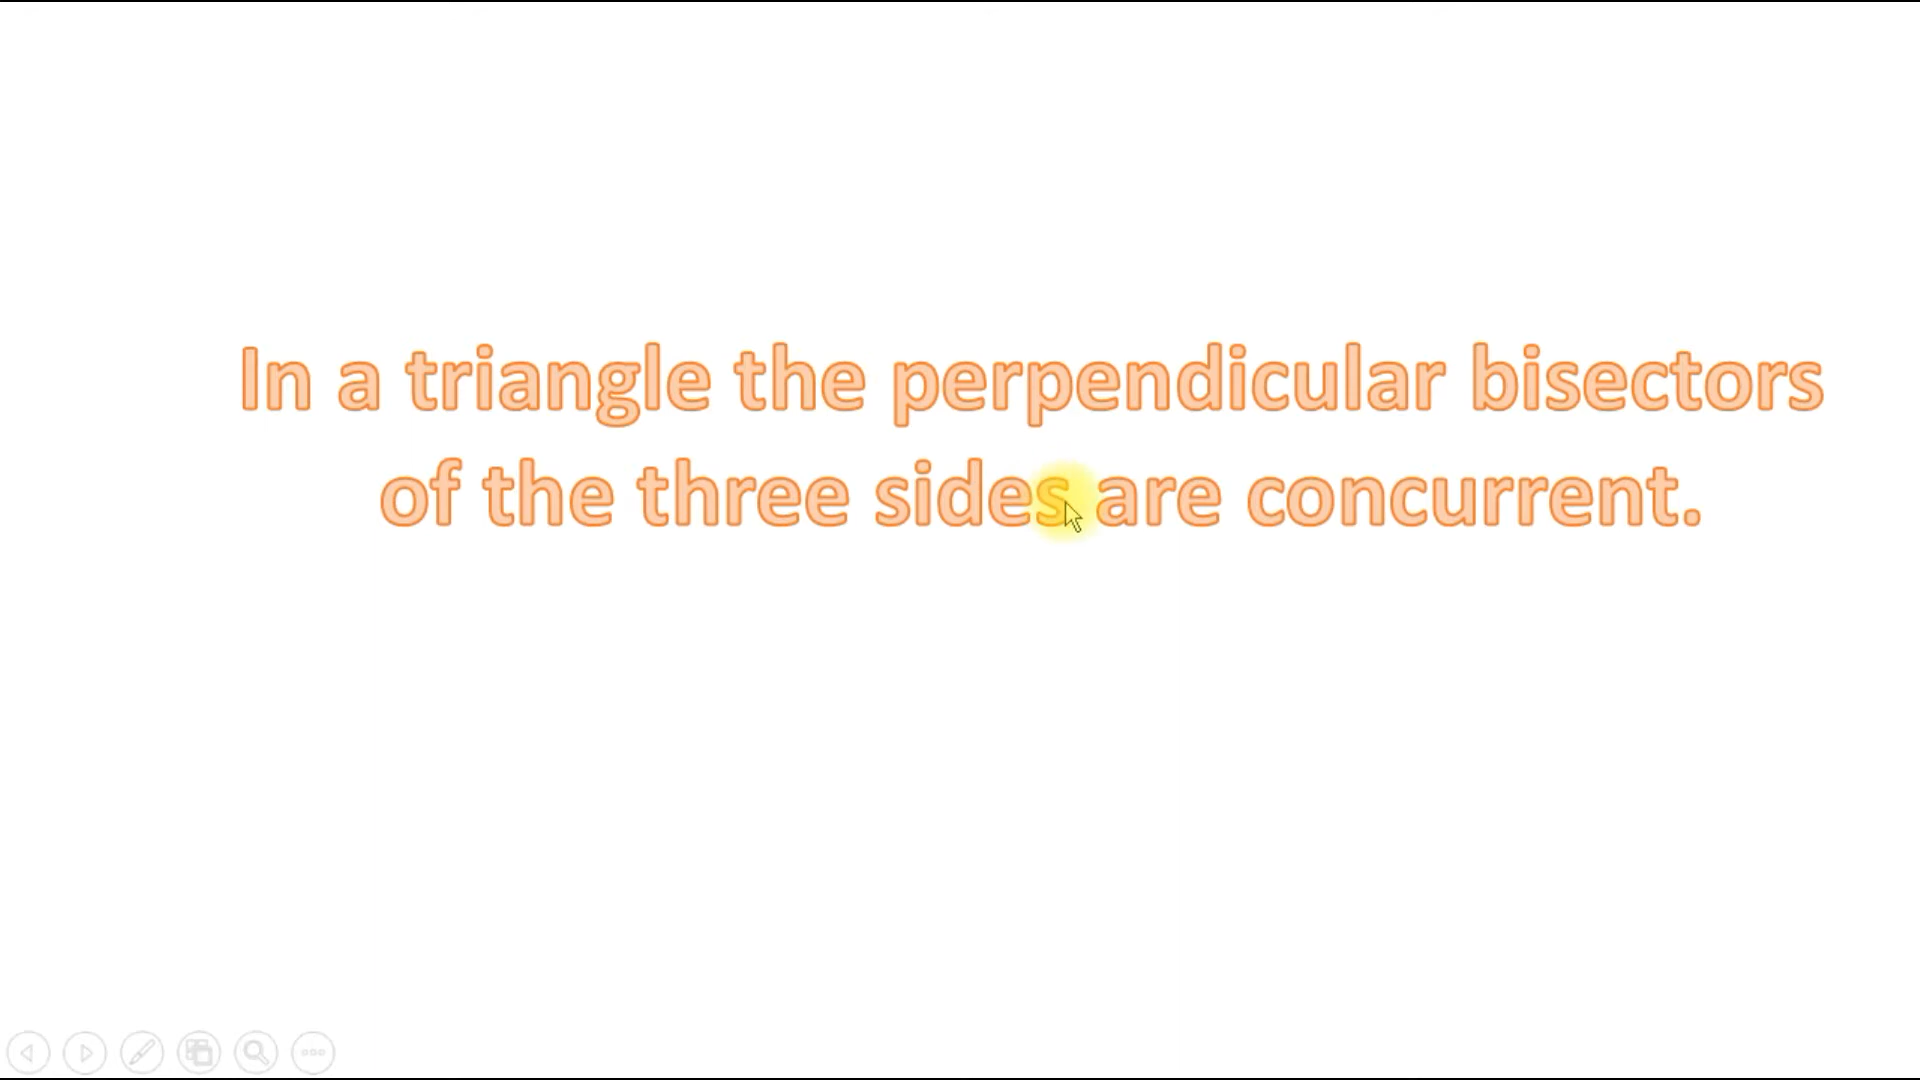 In a triangle the perpendicular bisectors
of the three sides are concurrent.